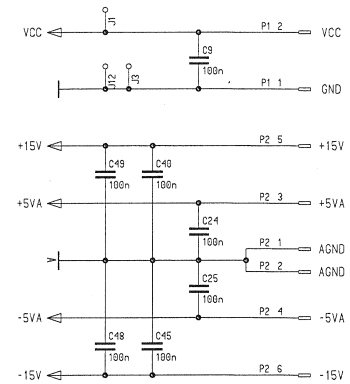 J1
VCC
P1 2
VCC
C9
100n
J12
J3
P1 1
GND
+15V
P2 5
+15V
C49
100n
C40
100n
+5VA
P2 3
+5VA
C24
100n
P2 1
AGND
A
P2 2
AGND
C25
100n
-5VA
P2 4
-5VA
C48
100n
C45
100n
-15V
P2 6
-15V